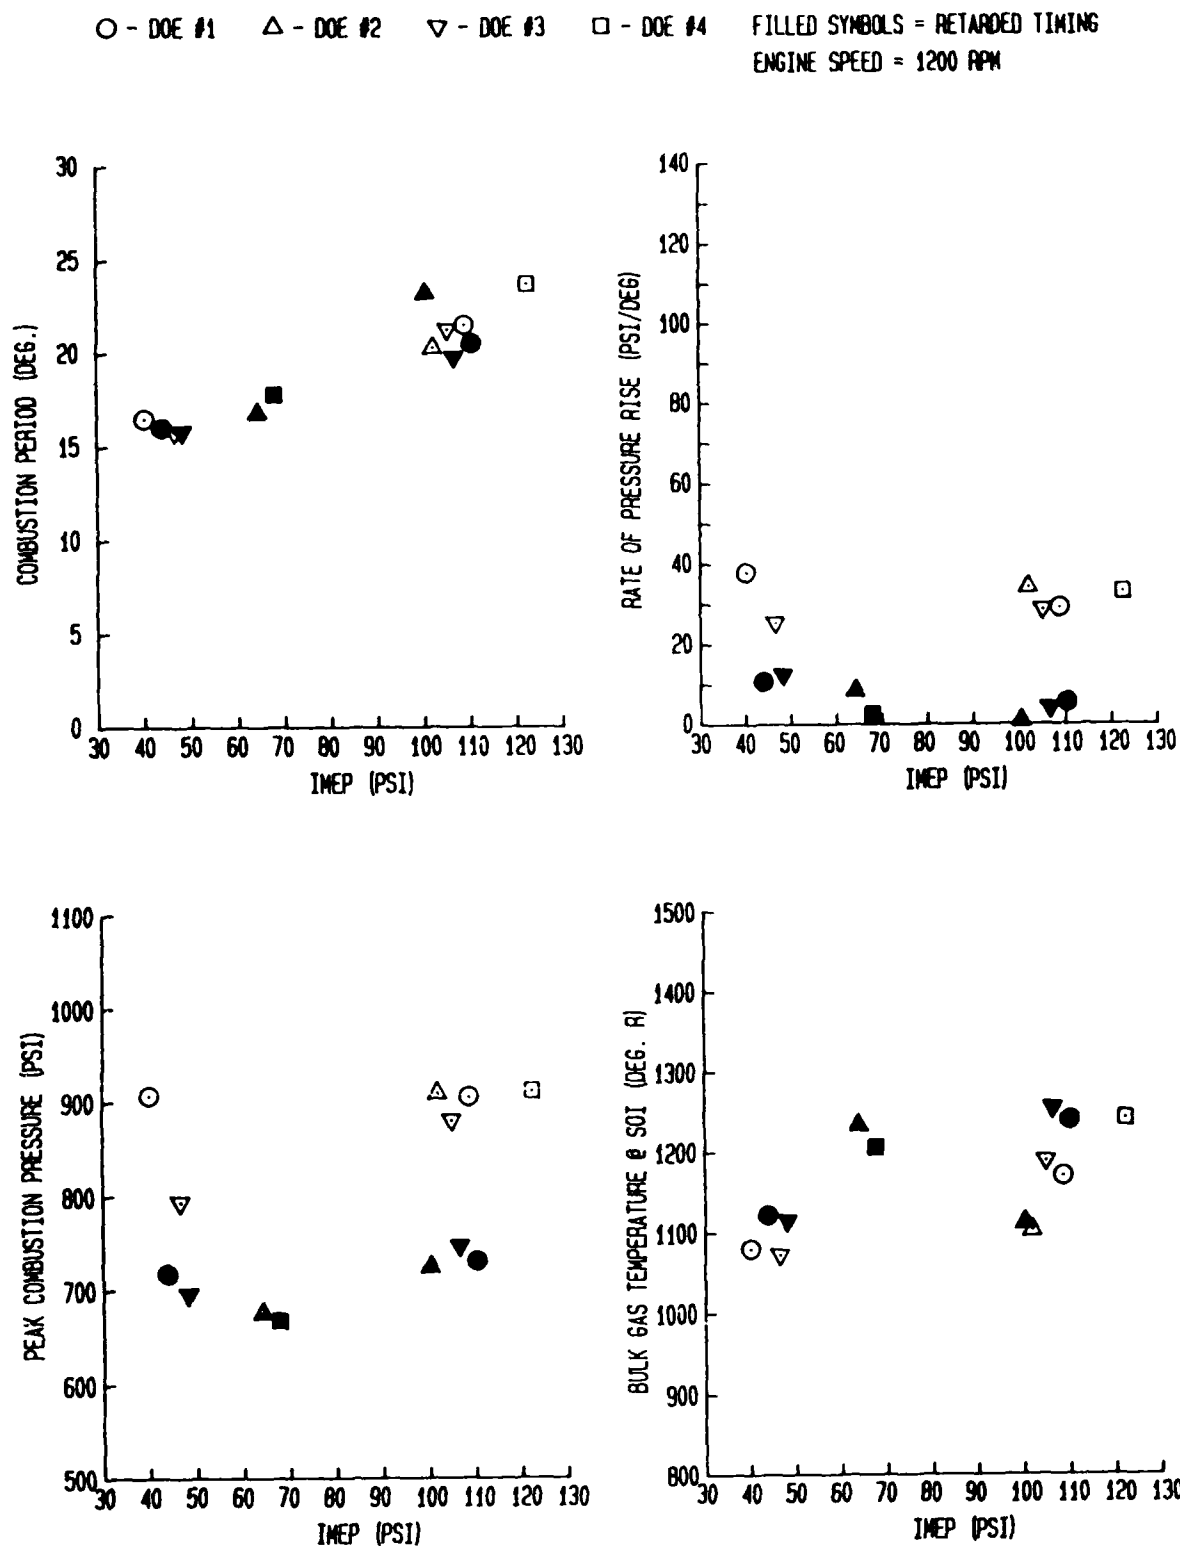 ○ - DOE #1 △ - DOE #2 ▽ - DOE #3 □ - DOE #4 FILLED SYMBOLS = RETARDED TIMING
ENGINE SPEED = 1200 RPM
COMBUSTION PERIOD (DEG.)
30
25
20
15
10
5
0
30 40 50 60 70 80 90 100 110 120 130
IMEP (PSI)
RATE OF PRESSURE RISE (PSI/DEG)
140
120
100
80
60
40
20
0
30 40 50 60 70 80 90 100 110 120 130
IMEP (PSI)
PEAK COMBUSTION PRESSURE (PSI)
1100
1000
900
800
700
600
500
30 40 50 60 70 80 90 100 110 120 130
IMEP (PSI)
BULK GAS TEMPERATURE @ SOI (DEG. R)
1500
1400
1300
1200
1100
1000
900
800
30 40 50 60 70 80 90 100 110 120 130
IMEP (PSI)